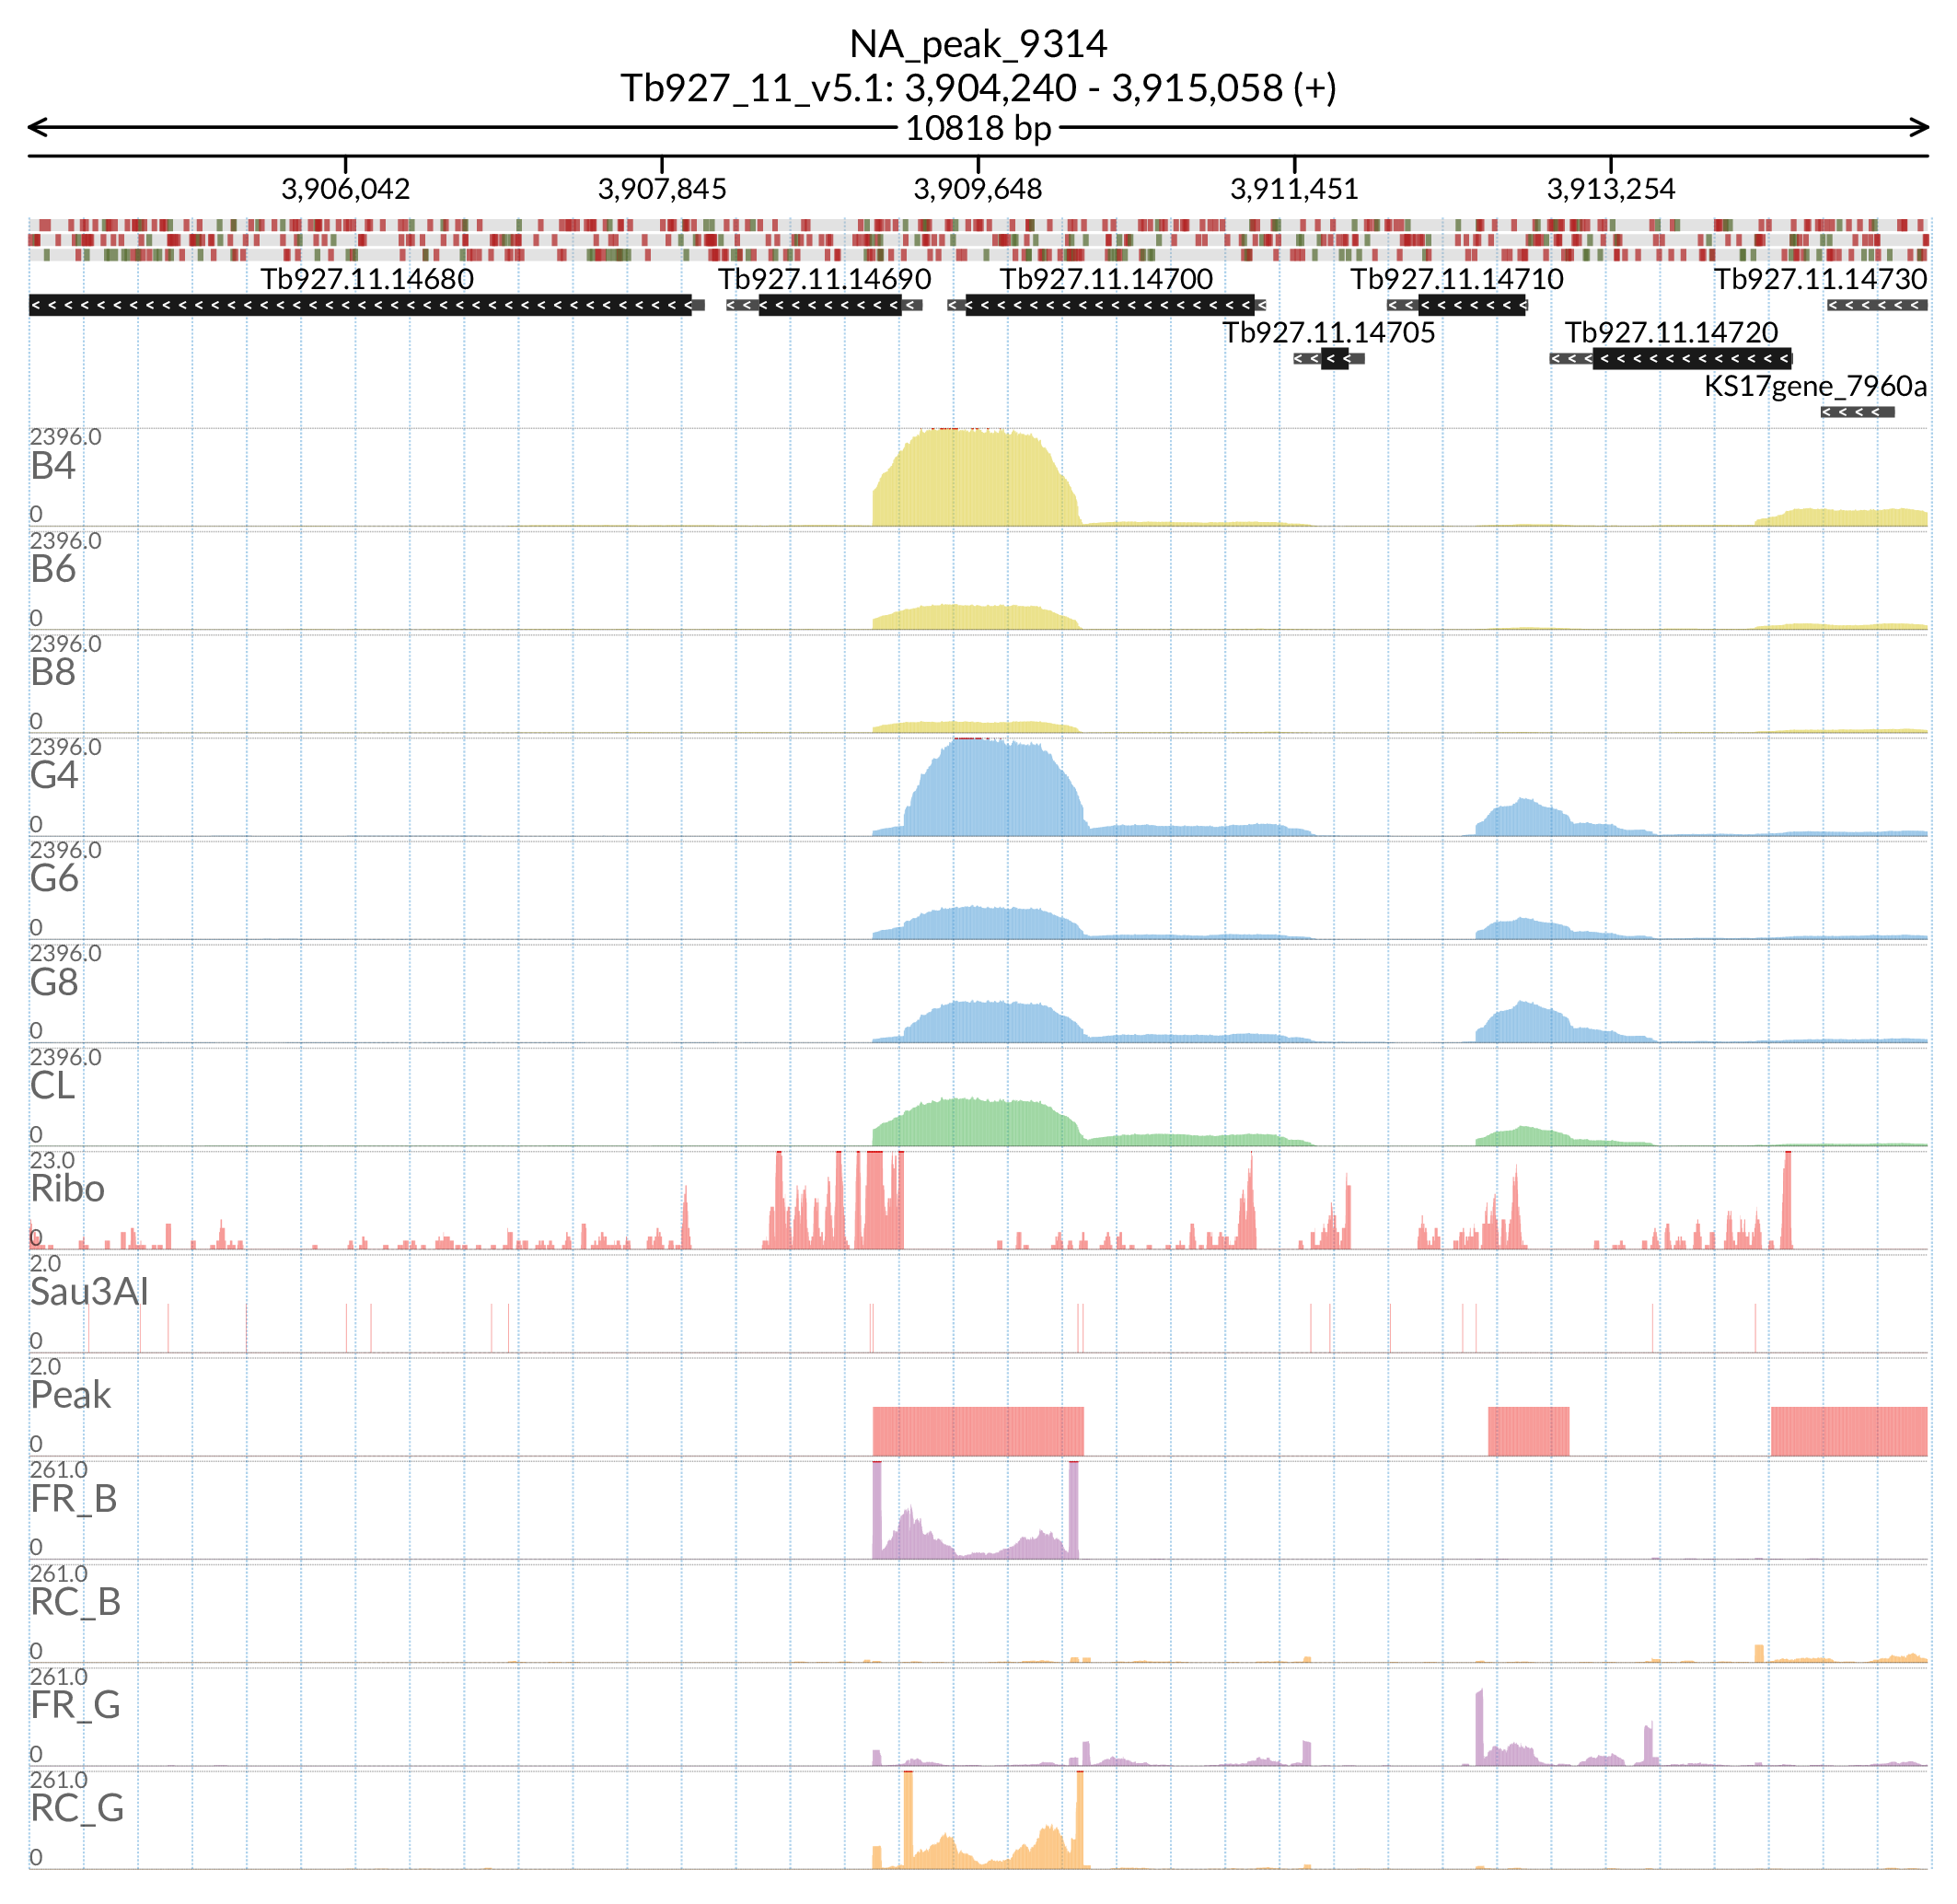 NA_peak_9314
Tb927_11_v5.1: 3,904,240 - 3,915,058 (+)
10818 bp
3,906,042 3,907,845 3,909,648 3,911,451 3,913,254
Tb927.11.14680 Tb927.11.14690 Tb927.11.14700 Tb927.11.14710 Tb927.11.14730
Tb927.11.14705 Tb927.11.14720
KS17gene_7960a
2396.0
B4
0
2396.0
B6
0
2396.0
B8
0
2396.0
G4
0
2396.0
G6
0
2396.0
G8
0
2396.0
CL
0
23.0
Ribo
0
2.0
Sau3AI
0
2.0
Peak
0
261.0
FR_B
0
261.0
RC_B
0
261.0
FR_G
0
261.0
RC_G
0